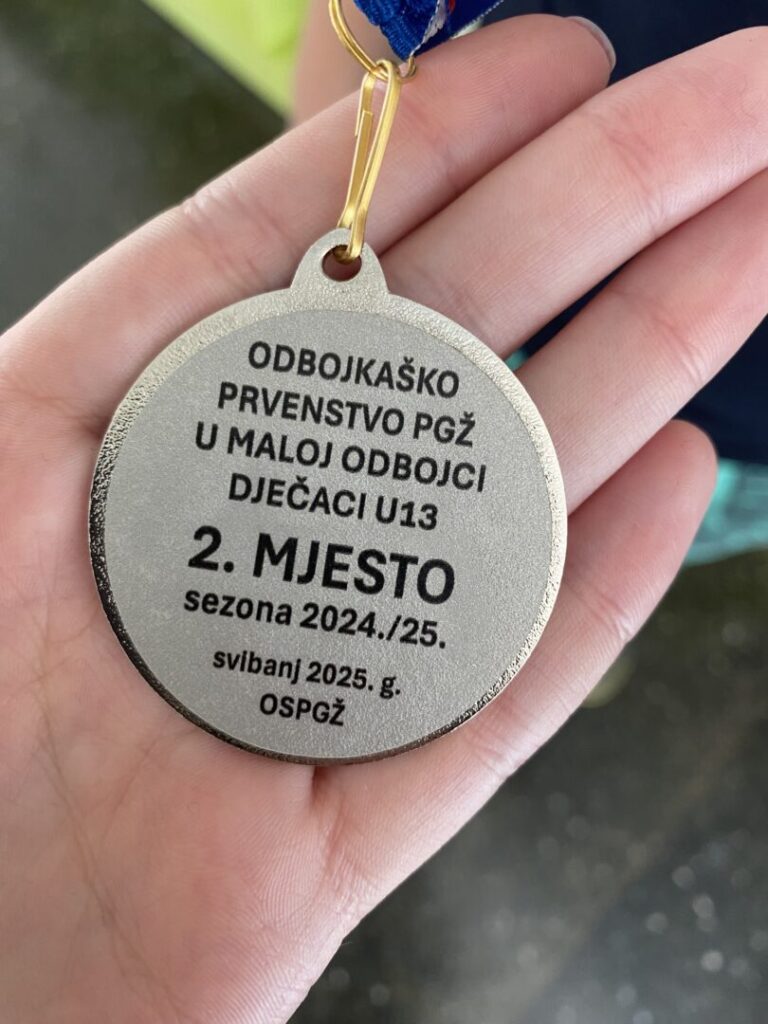 ODBOJKAŠKO
PRVENSTVO PGŽ
U MALOJ ODBOJCI
DJEČACI U13
2. MJESTO
sezona 2024./25.
svibanj 2025. g.
OSPGŽ